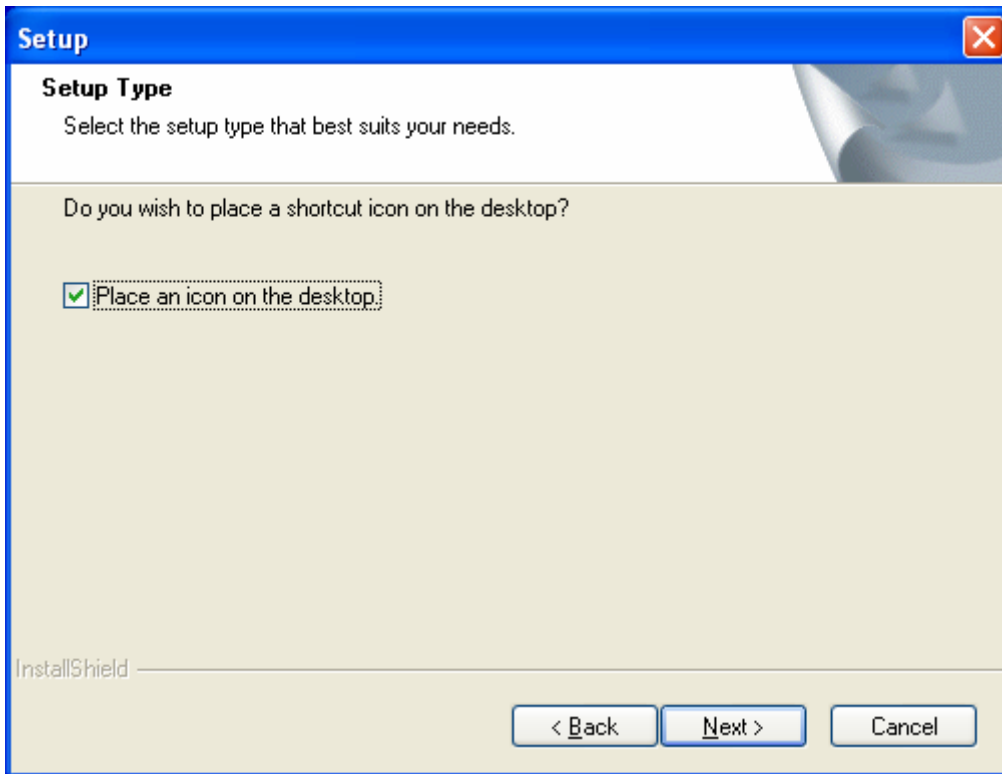 Setup
Setup Type
Select the setup type that best suits your needs.
Do you wish to place a shortcut icon on the desktop?
Place an icon on the desktop.
InstallShield
< Back Next > Cancel